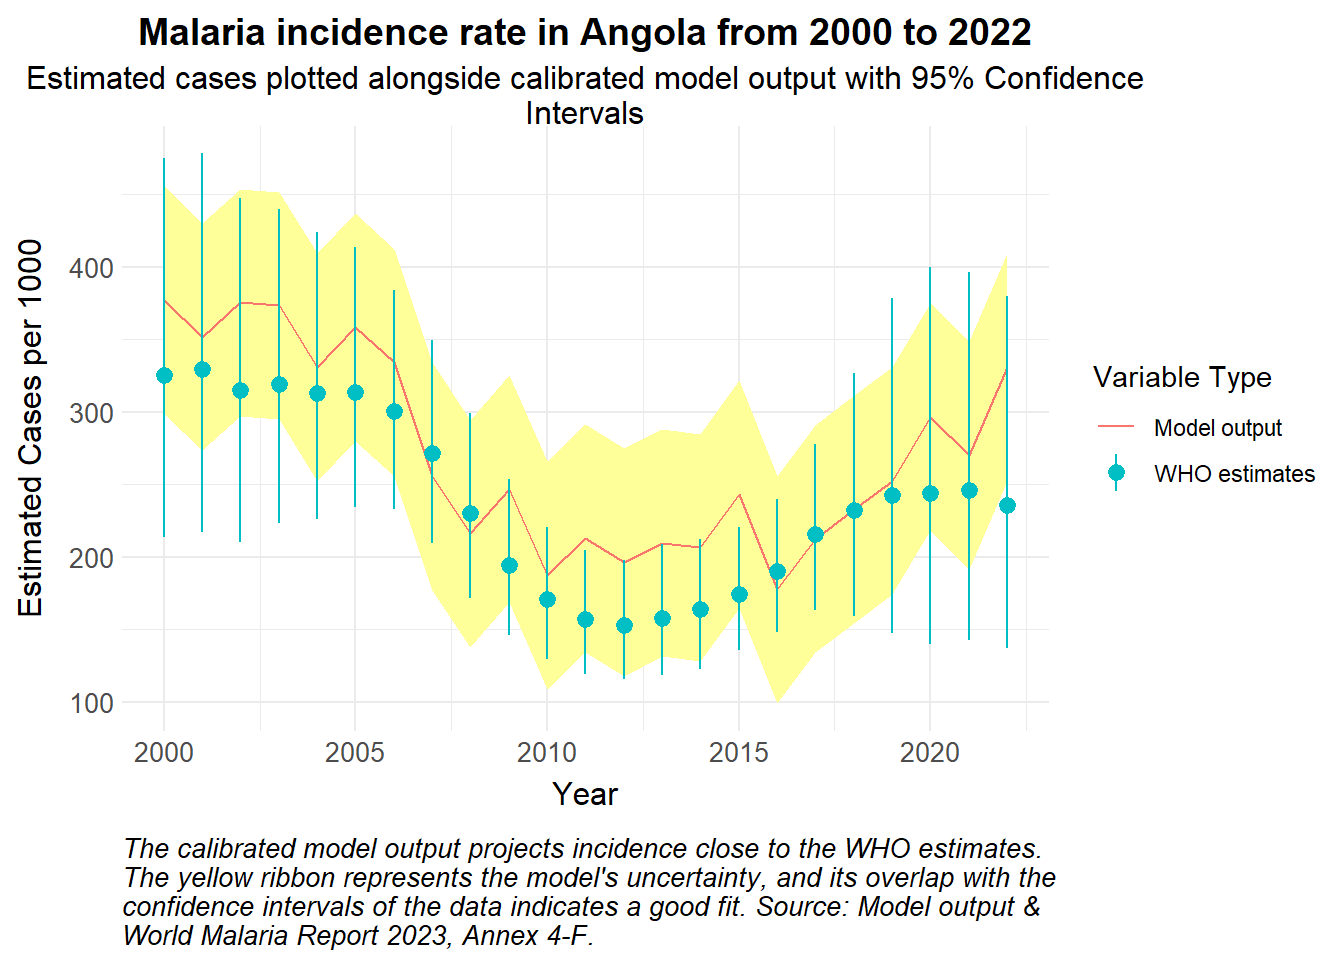 Malaria incidence rate in Angola from 2000 to 2022
Estimated cases plotted alongside calibrated model output with 95% Confidence
Intervals
Estimated Cases per 1000
400
300
200
100
2000
2005
2010
2015
2020
Year
Variable Type
Model output
WHO estimates
The calibrated model output projects incidence close to the WHO estimates.
The yellow ribbon represents the model's uncertainty, and its overlap with the
confidence intervals of the data indicates a good fit. Source: Model output &
World Malaria Report 2023, Annex 4-F.